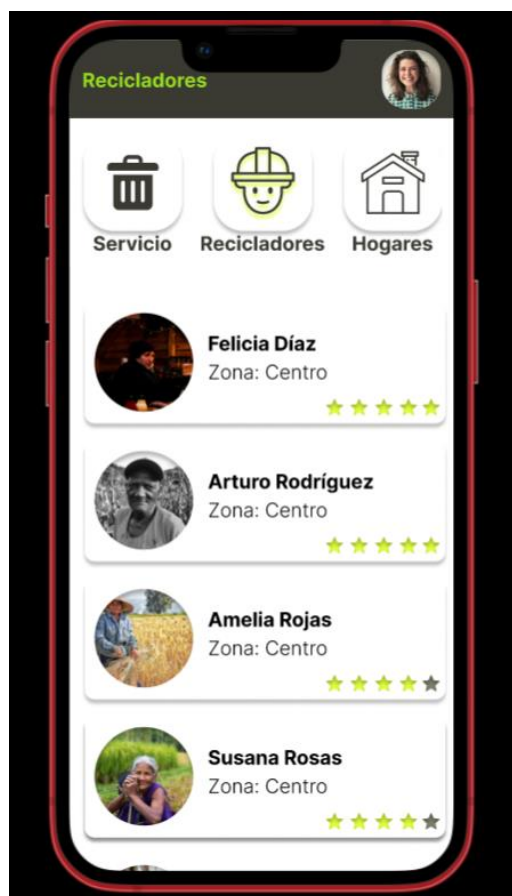 Recicladores
Servicio Recicladores Hogares
Felicia Díaz
Zona: Centro
Arturo Rodríguez
Zona: Centro
Amelia Rojas
Zona: Centro
Susana Rosas
Zona: Centro